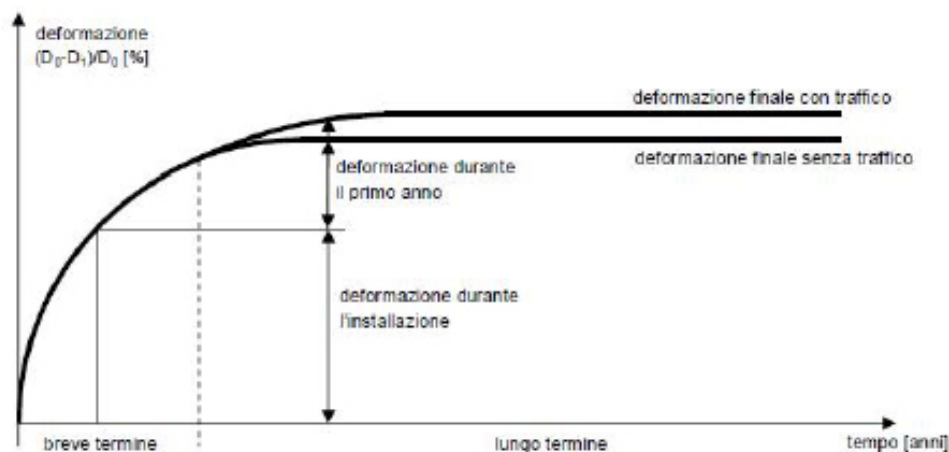 deformazione
(D₀-D₁)/D₀ [%]
deformazione finale con traffico
deformazione finale senza traffico
deformazione durante
il primo anno
deformazione durante
l'installazione
breve termine
lungo termine
tempo [anni]